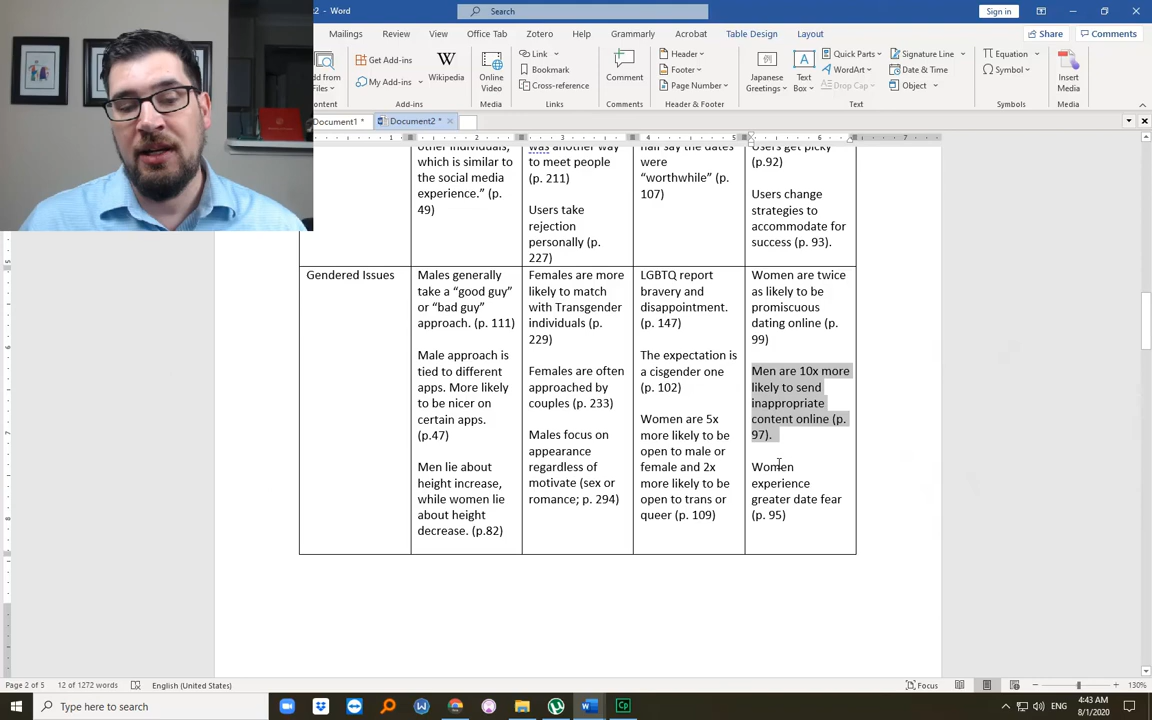 2 - Word
Search
Sign in
Mailings
Review
View
Office Tab
Zotero
Help
Grammarly
Acrobat
Table Design
Layout
Share
Comments
dd from
Files
Get Add-ins
My Add-ins
Add-ins
Wikipedia
Online
Video
Media
Link
Bookmark
Cross-reference
Links
Comment
Comments
Header
Footer
Page Number
Header & Footer
Japanese
Greetings
Text
Box
Quick Parts
WordArt
Drop Cap
Signature Line
Date & Time
Object
Text
Equation
Symbol
Symbols
Insert
Media
Media
Document1 *
Document2 *
1
2
3
4
5
6
7
other individuals,
which is similar to
the social media
experience.” (p.
49)
was another way
to meet people
(p. 211)
Users take
rejection
personally (p.
227)
half say the dates
were
“worthwhile” (p.
107)
Users get picky
(p.92)
Users change
strategies to
accommodate for
success (p. 93).
Gendered Issues
Males generally
take a “good guy”
or “bad guy”
approach. (p. 111)
Male approach is
tied to different
apps. More likely
to be nicer on
certain apps.
(p.47)
Men lie about
height increase,
while women lie
about height
decrease. (p.82)
Females are more
likely to match
with Transgender
individuals (p.
229)
Females are often
approached by
couples (p. 233)
Males focus on
appearance
regardless of
motivate (sex or
romance; p. 294)
LGBTQ report
bravery and
disappointment.
(p. 147)
The expectation is
a cisgender one
(p. 102)
Women are 5x
more likely to be
open to male or
female and 2x
more likely to be
open to trans or
queer (p. 109)
Women are twice
as likely to be
promiscuous
dating online (p.
99)
Men are 10x more
likely to send
inappropriate
content online (p.
97).
Women
experience
greater date fear
(p. 95)
Page 2 of 5
12 of 1272 words
English (United States)
Focus
130%
Type here to search
ENG
4:43 AM
8/1/2020